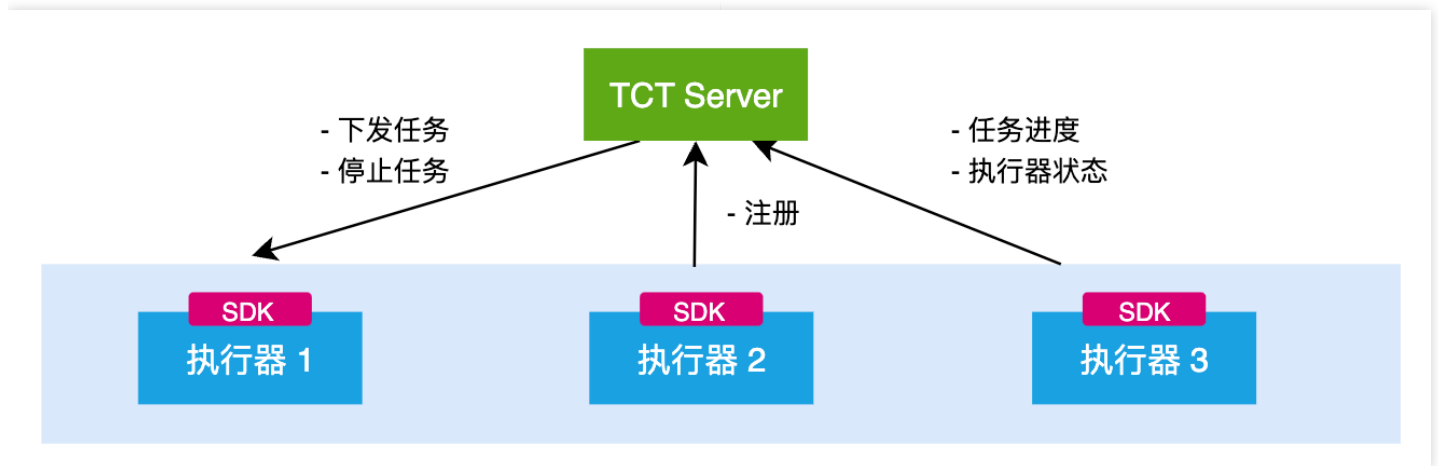 TCT Server
- 下发任务
- 停止任务
- 任务进度
- 执行器状态
- 注册
SDK
执行器 1
SDK
执行器 2
SDK
执行器 3